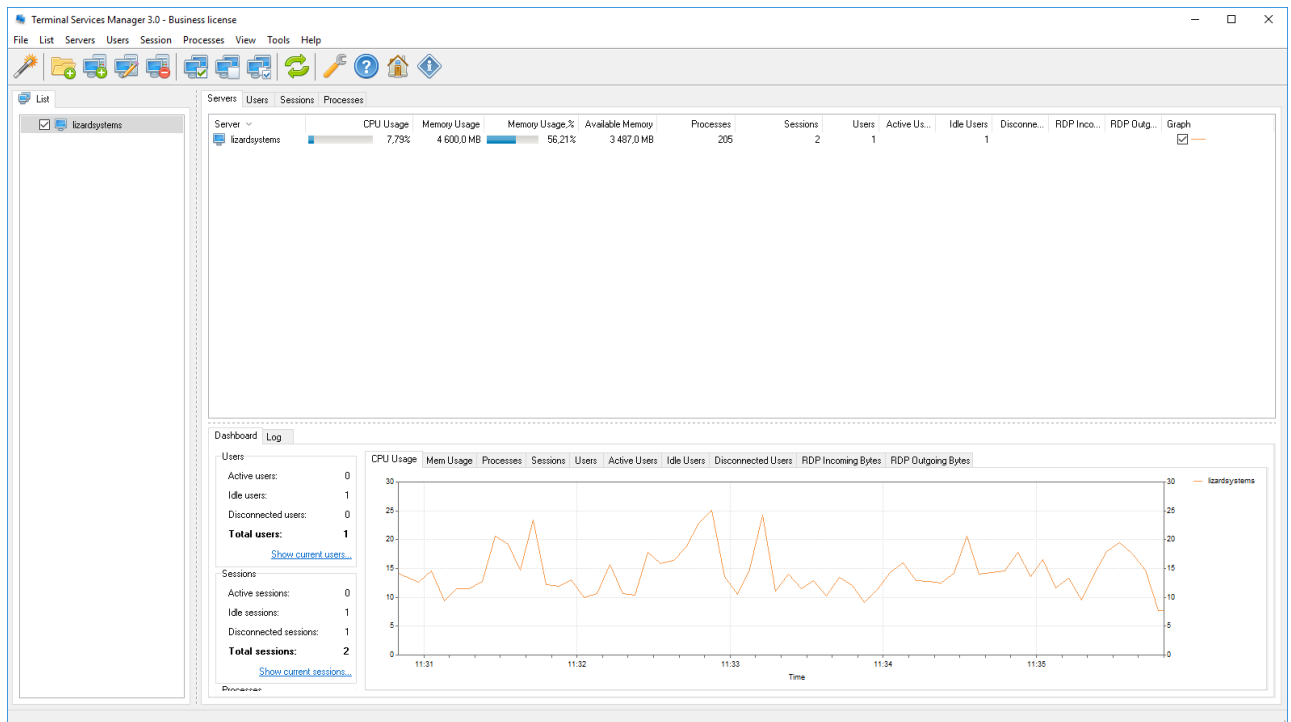 Terminal Services Manager 3.0 - Business license
File List Servers Users Session Processes View Tools Help
List
lizardsystems
Servers Users Sessions Processes
Server CPU Usage Memory Usage Memory Usage,% Available Memory Processes Sessions Users Active Us... Idle Users Disconne... RDP Inco... RDP Outg... Graph
lizardsystems 7,79% 4 600,0 MB 56,21% 3 487,0 MB 205 2 1 1
Dashboard Log
Users
Active users: 0
Idle users: 1
Disconnected users: 0
Total users: 1
Show current users...
Sessions
Active sessions: 0
Idle sessions: 1
Disconnected sessions: 1
Total sessions: 2
Show current sessions...
Processes
CPU Usage Mem Usage Processes Sessions Users Active Users Idle Users Disconnected Users RDP Incoming Bytes RDP Outgoing Bytes
30 30 lizardsystems
25 25
20 20
15 15
10 10
5 5
0 0
11:31 11:32 11:33 11:34 11:35
Time